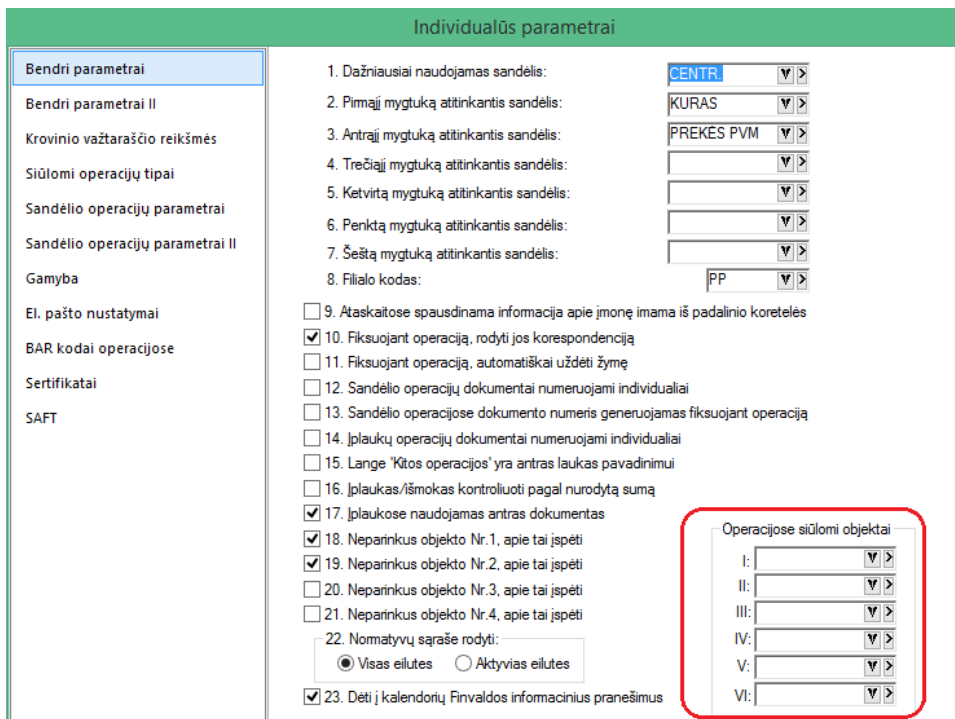 Individualūs parametrai
Bendri parametrai
Bendri parametrai II
Krovinio važtaraščio reikšmės
Siūlomi operacijų tipai
Sandėlio operacijų parametrai
Sandėlio operacijų parametrai II
Gamyba
El. pašto nustatymai
BAR kodai operacijose
Sertifikatai
SAFT
1. Dažniausiai naudojamas sandėlis: CENTR.
2. Pirmąjį mygtuką atitinkantis sandėlis: KURAS
3. Antrąjį mygtuką atitinkantis sandėlis: PREKĖS PVM
4. Trečiąjį mygtuką atitinkantis sandėlis:
5. Ketvirtą mygtuką atitinkantis sandėlis:
6. Penktą mygtuką atitinkantis sandėlis:
7. Šeštą mygtuką atitinkantis sandėlis:
8. Filialo kodas: PP
9. Ataskaitose spausdinama informacija apie įmonę imama iš padalinio koretelės
10. Fiksuojant operaciją, rodyti jos korespondenciją
11. Fiksuojant operaciją, automatiškai uždėti žymę
12. Sandėlio operacijų dokumentai numeruojami individualiai
13. Sandėlio operacijose dokumento numeris generuojamas fiksuojant operaciją
14. Įplaukų operacijų dokumentai numeruojami individualiai
15. Lange 'Kitos operacijos' yra antras laukas pavadinimui
16. Įplaukas/išmokas kontroliuoti pagal nurodytą sumą
17. Įplaukose naudojamas antras dokumentas
18. Neparinkus objekto Nr.1, apie tai įspėti
19. Neparinkus objekto Nr.2, apie tai įspėti
20. Neparinkus objekto Nr.3, apie tai įspėti
21. Neparinkus objekto Nr.4, apie tai įspėti
22. Normatyvų sąraše rodyti:
Visas eilutes Aktyvias eilutes
23. Dėti į kalendorių Finvaldos informacinius pranešimus
Operacijose siūlomi objektai
I:
II:
III:
IV:
V:
VI: